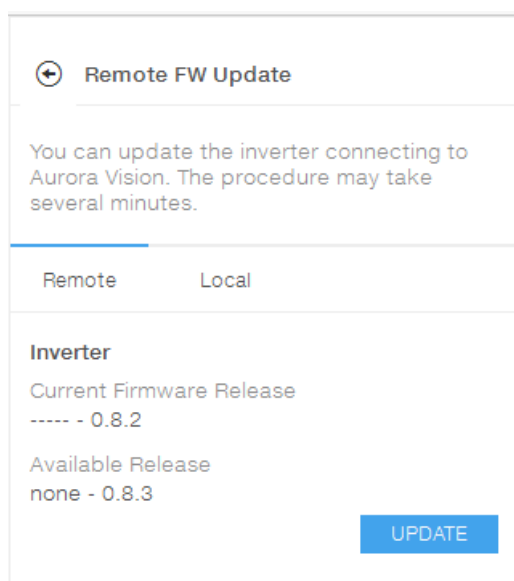 Remote FW Update
You can update the inverter connecting to
Aurora Vision. The procedure may take
several minutes.
Remote Local
Inverter
Current Firmware Release
----- - 0.8.2
Available Release
none - 0.8.3
UPDATE